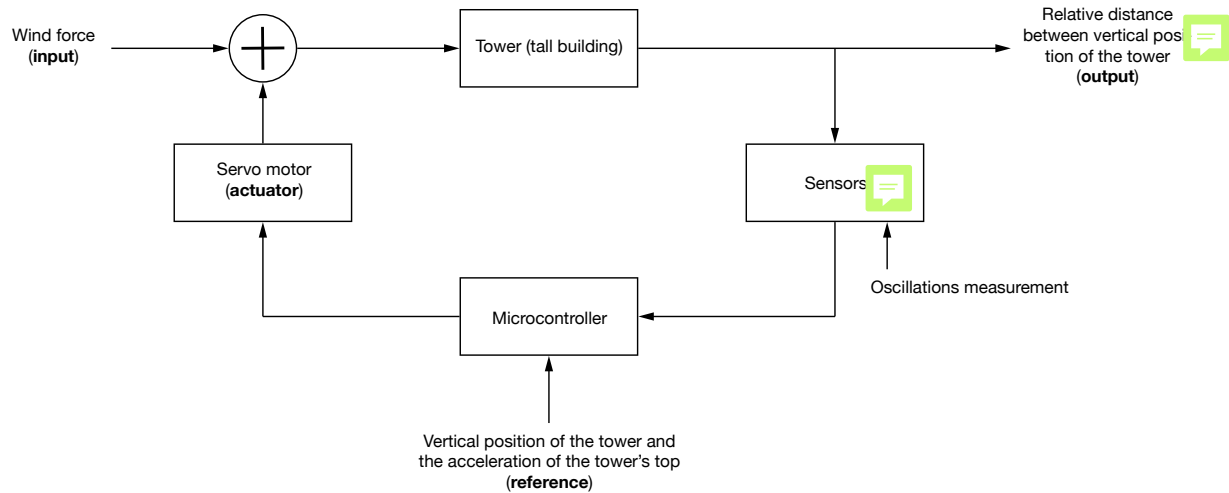 Wind force
(input)
Tower (tall building)
Relative distance
between vertical posi-
tion of the tower
(output)
Servo motor
(actuator)
Sensors
Oscillations measurement
Microcontroller
Vertical position of the tower and
the acceleration of the tower's top
(reference)